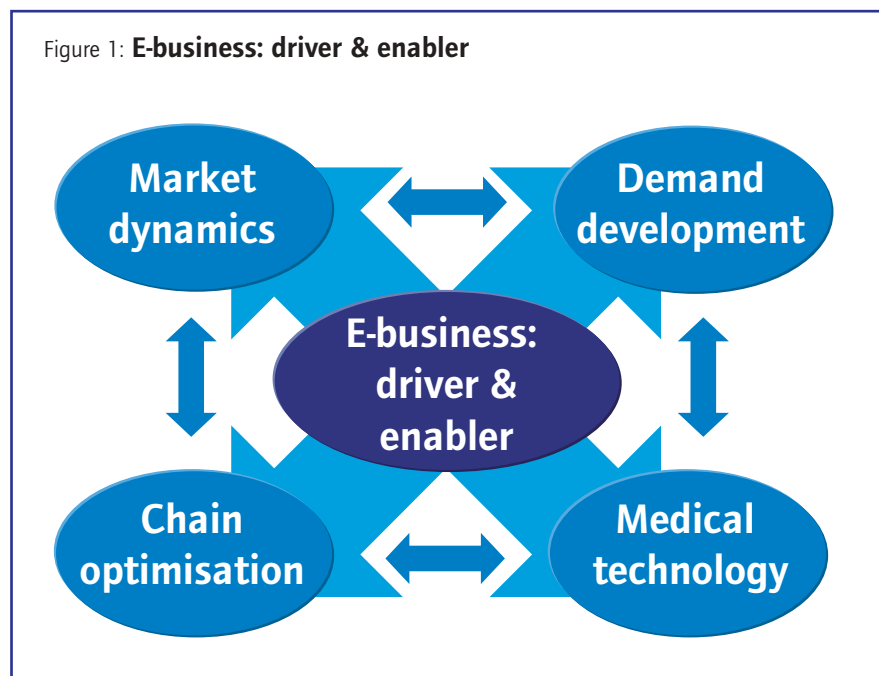 Figure 1: E-business: driver & enabler
Market
dynamics
Demand
development
E-business:
driver &
enabler
Chain
optimisation
Medical
technology